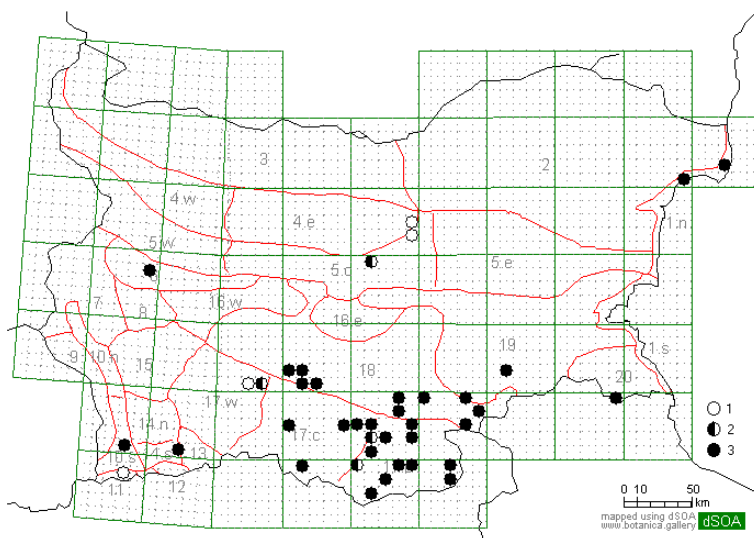 3
2
4.w
4.e
1.n
5.w
5.c
5.e
6
7
8
16.w
16.e
1.s
9
10.n
15
18
19
20
17.w
14.n
17.c
1
2
3
10.s
13
11
12
0 10 50
km
mapped using dSOA
www.botanica.gallery
dSOA